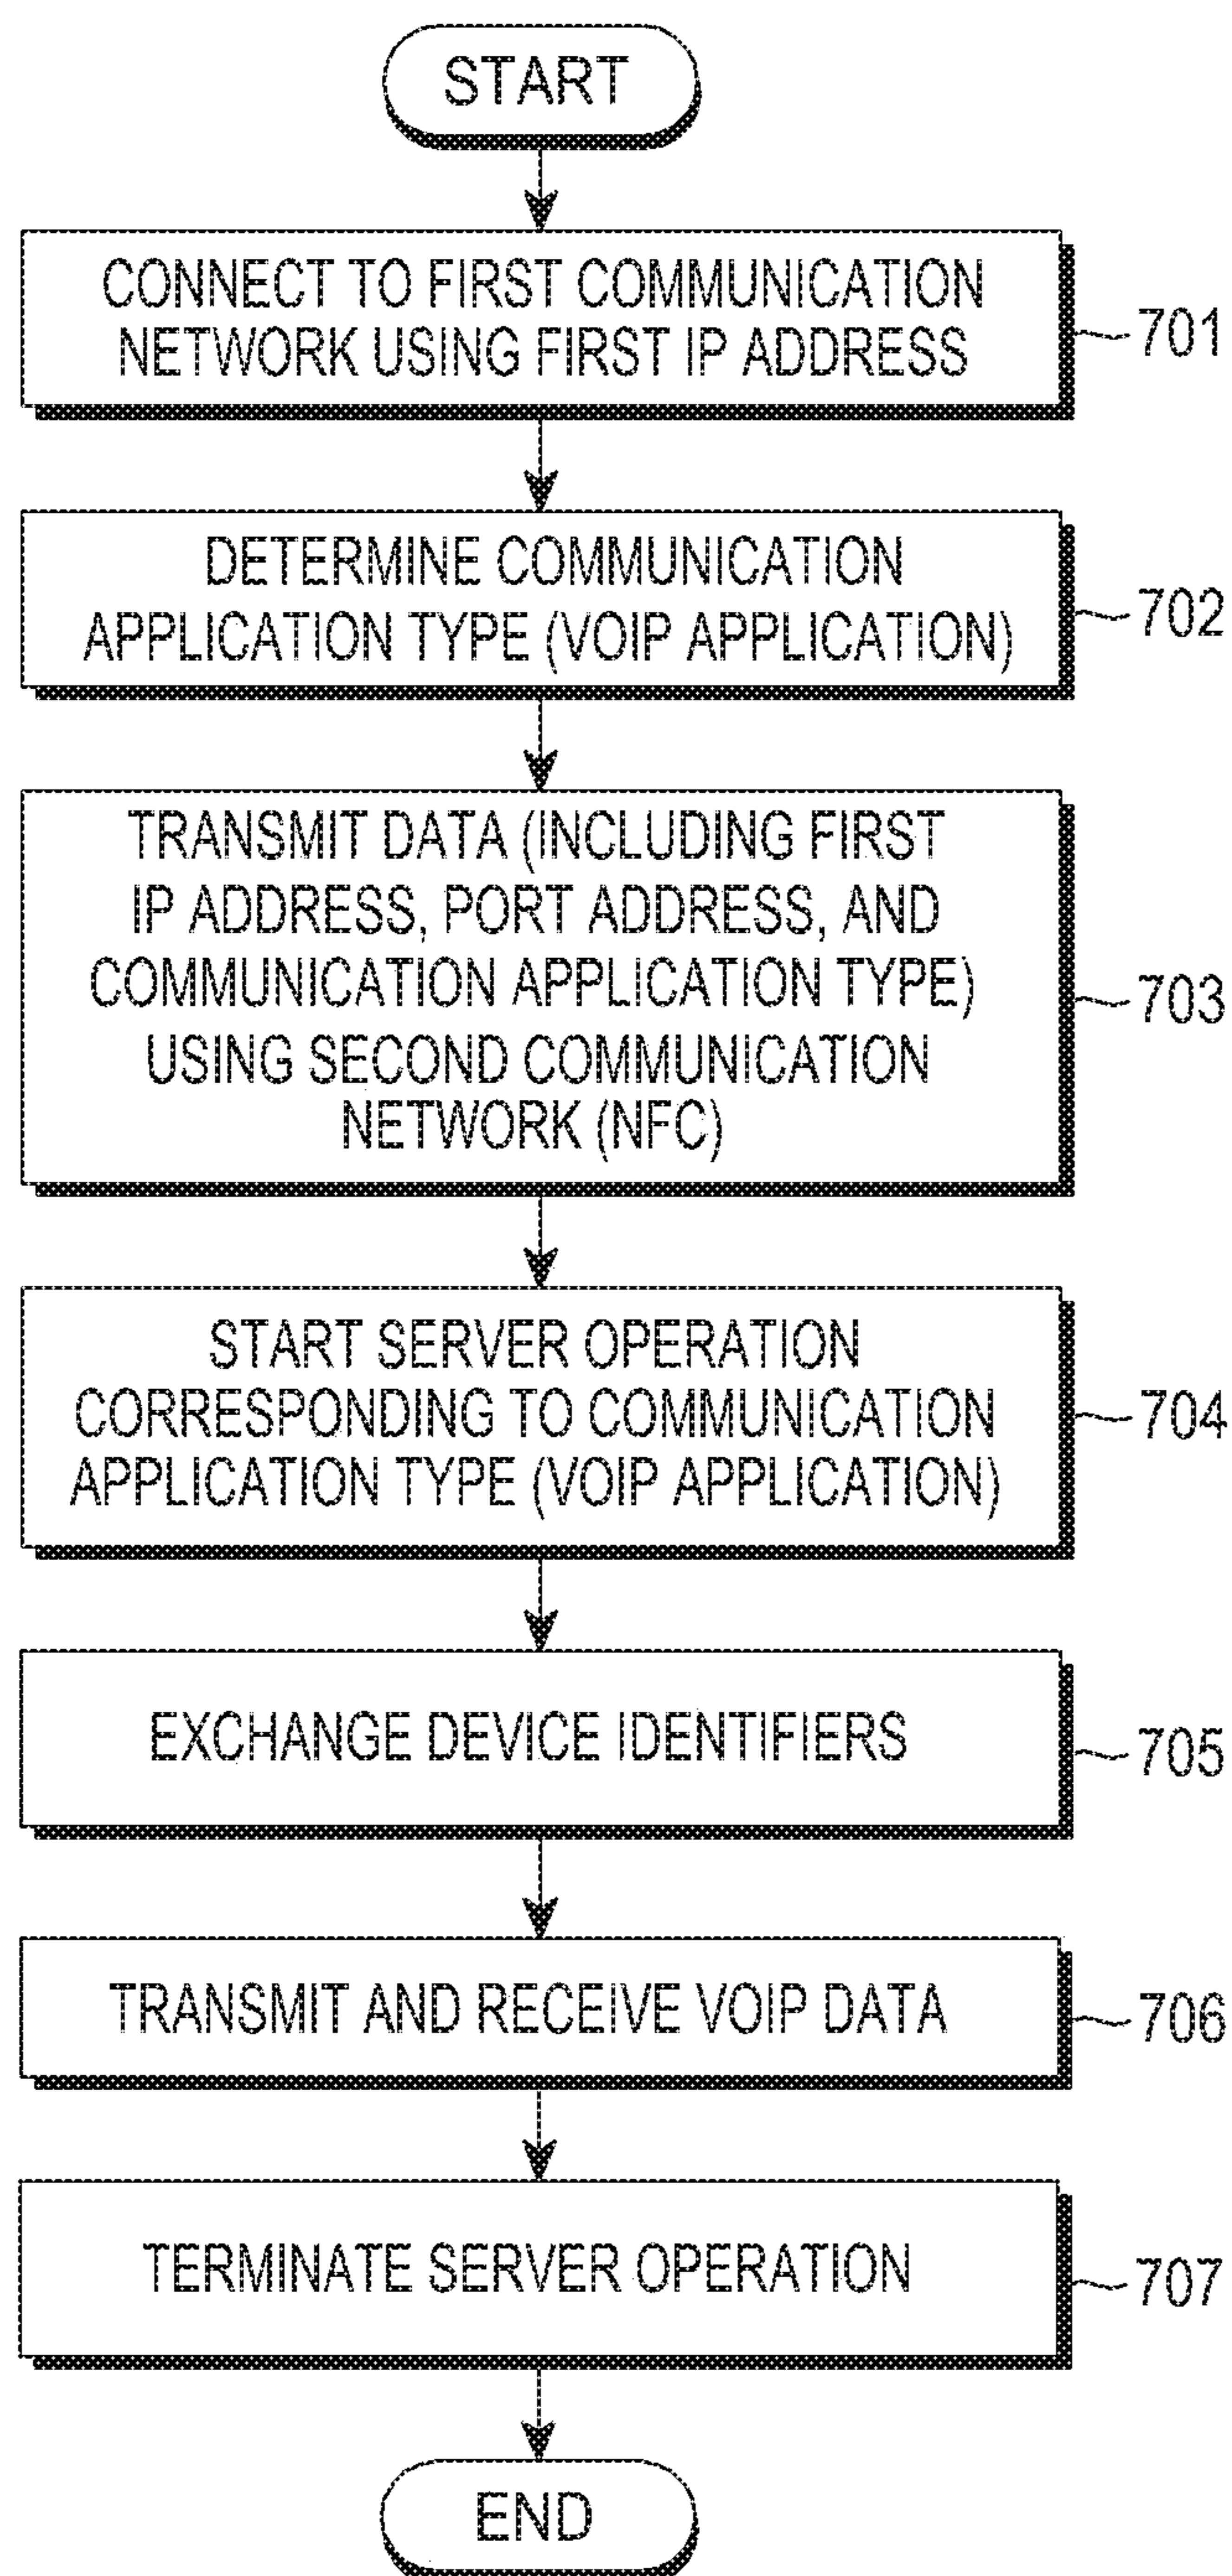 START
CONNECT TO FIRST COMMUNICATION
NETWORK USING FIRST IP ADDRESS
701
DETERMINE COMMUNICATION
APPLICATION TYPE (VOIP APPLICATION)
702
TRANSMIT DATA (INCLUDING FIRST
IP ADDRESS, PORT ADDRESS, AND
COMMUNICATION APPLICATION TYPE)
USING SECOND COMMUNICATION
NETWORK (NFC)
703
START SERVER OPERATION
CORRESPONDING TO COMMUNICATION
APPLICATION TYPE (VOIP APPLICATION)
704
EXCHANGE DEVICE IDENTIFIERS
705
TRANSMIT AND RECEIVE VOIP DATA
706
TERMINATE SERVER OPERATION
707
END